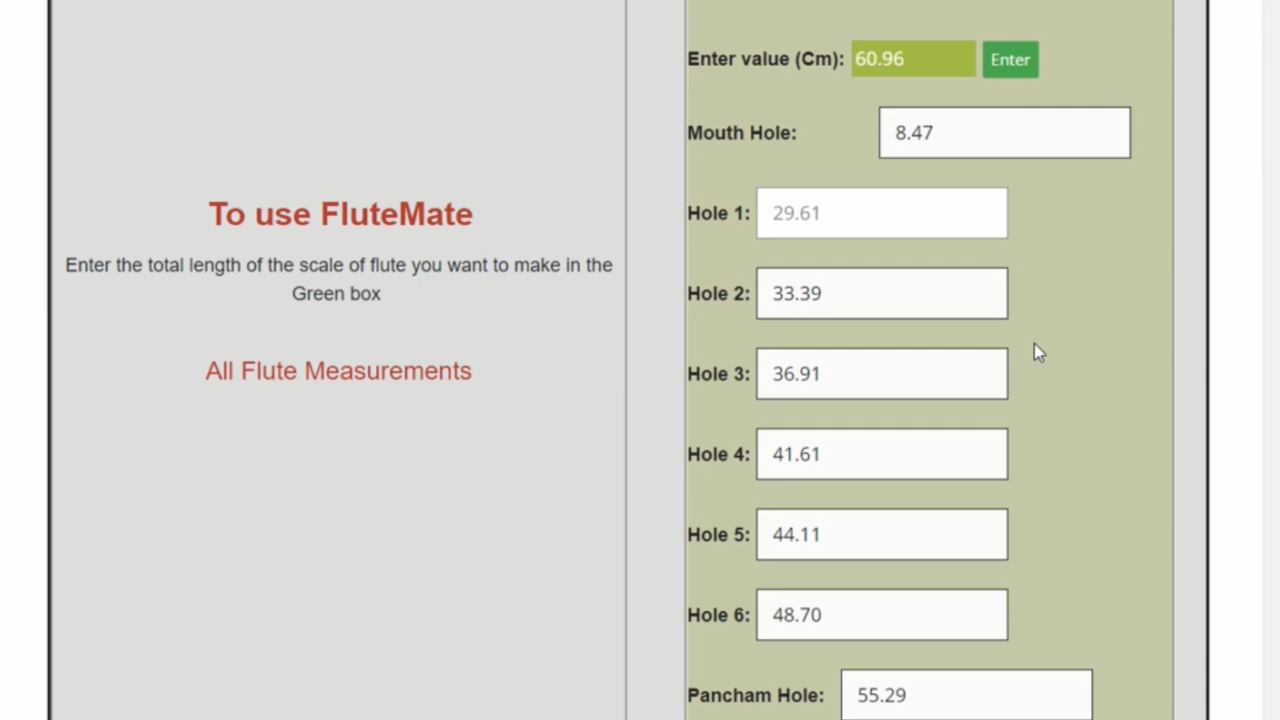 To use FluteMate
Enter the total length of the scale of flute you want to make in the
Green box
All Flute Measurements
Enter value (Cm): 60.96 Enter
Mouth Hole: 8.47
Hole 1: 29.61
Hole 2: 33.39
Hole 3: 36.91
Hole 4: 41.61
Hole 5: 44.11
Hole 6: 48.70
Pancham Hole: 55.29